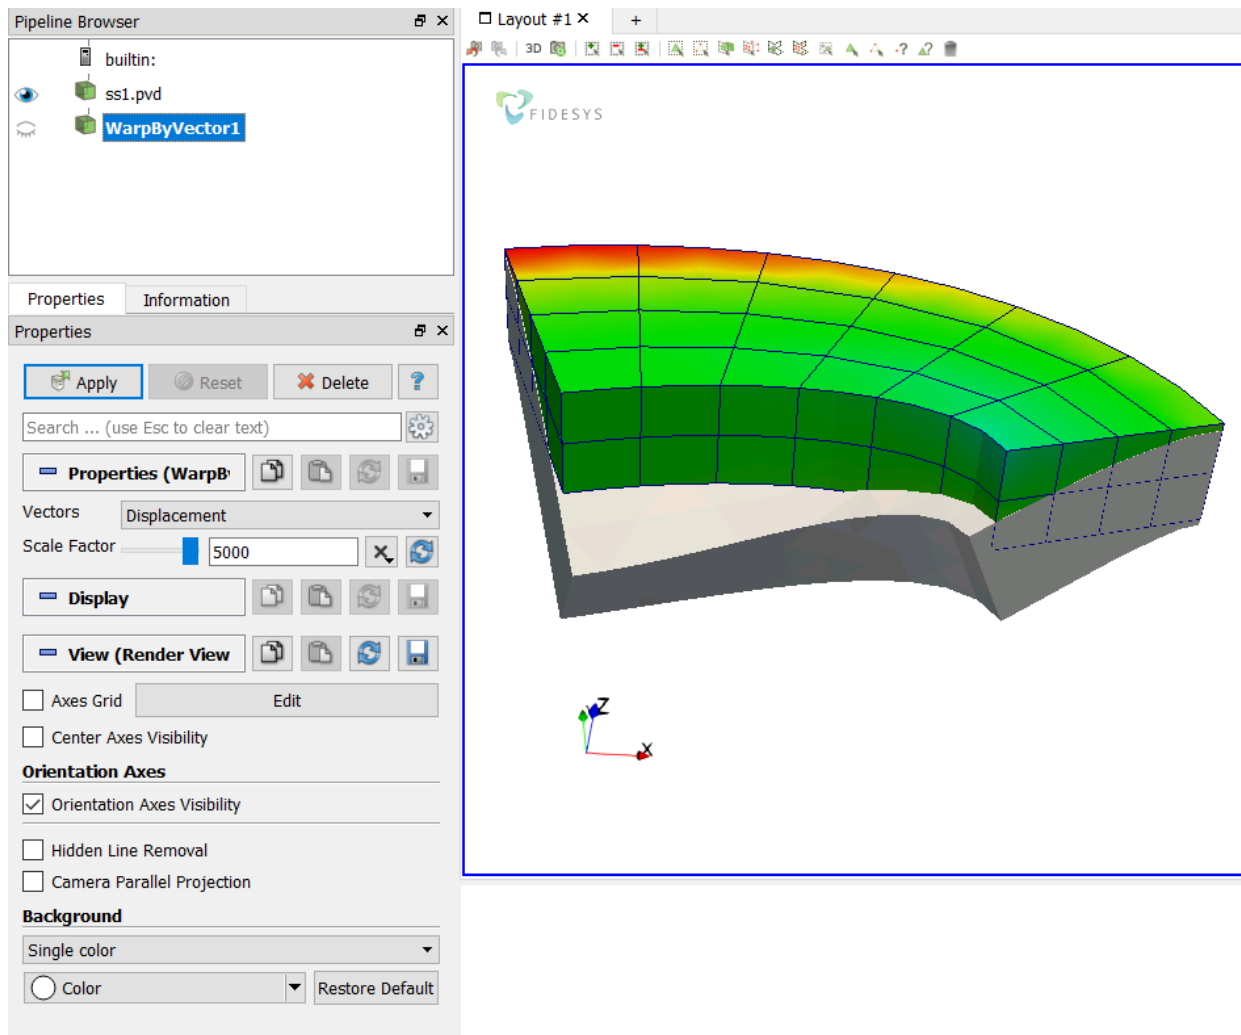 Pipeline Browser
builtin:
ss1.pvd
WarpByVector1
Properties Information
Properties
Apply Reset Delete ?
Search ... (use Esc to clear text)
Properties (WarpBy
Vectors Displacement
Scale Factor 5000
Display
View (Render View
Axes Grid Edit
Center Axes Visibility
Orientation Axes
Orientation Axes Visibility
Hidden Line Removal
Camera Parallel Projection
Background
Single color
Color Restore Default
Layout #1 +
3D
FIDESYS
Z
X